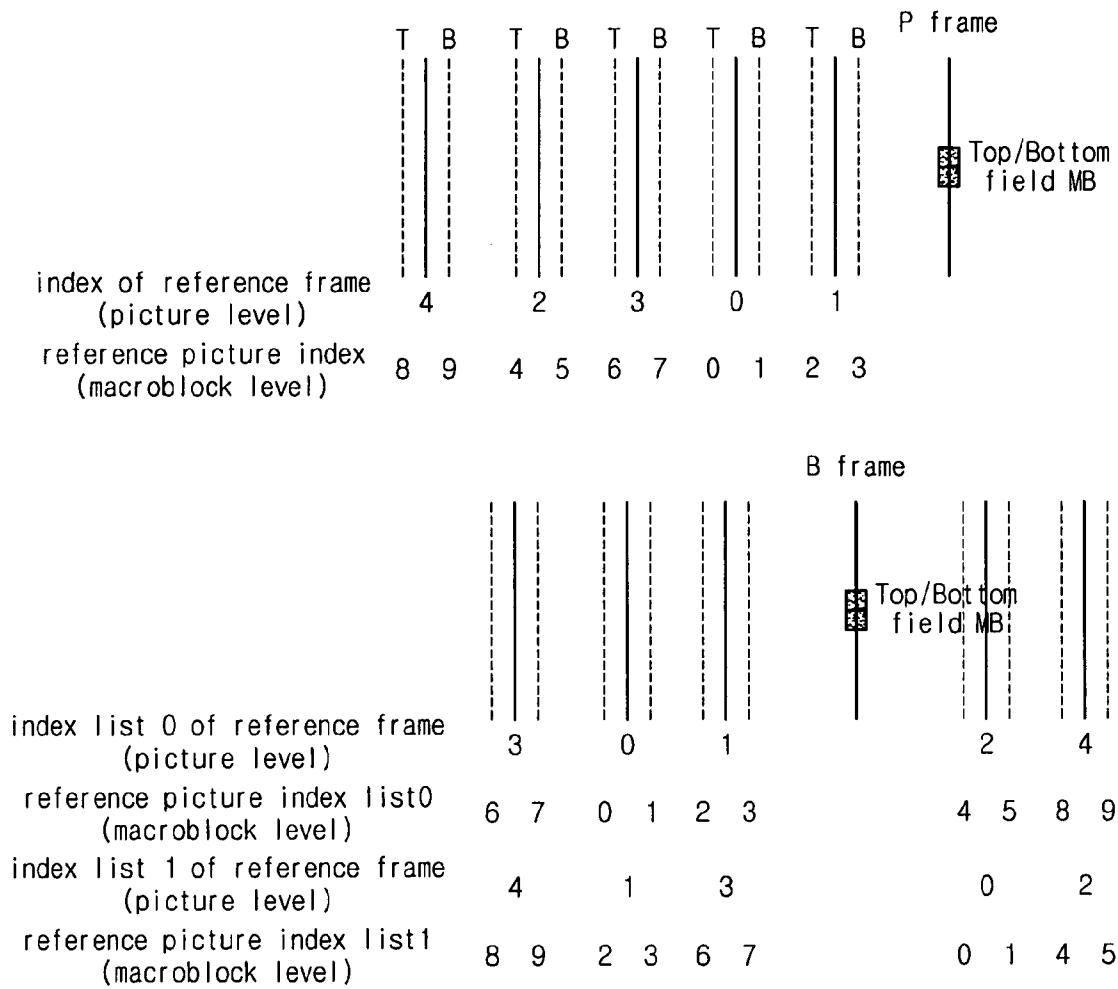 P frame
T B T B T B T B T B
Top/Bottom
field MB
index of reference frame
(picture level)
4 2 3 0 1
reference picture index
(macroblock level)
8 9 4 5 6 7 0 1 2 3
B frame
Top/Bottom
field MB
index list 0 of reference frame
(picture level)
3 0 1 2 4
reference picture index list0
(macroblock level)
6 7 0 1 2 3 4 5 8 9
index list 1 of reference frame
(picture level)
4 1 3 0 2
reference picture index list1
(macroblock level)
8 9 2 3 6 7 0 1 4 5